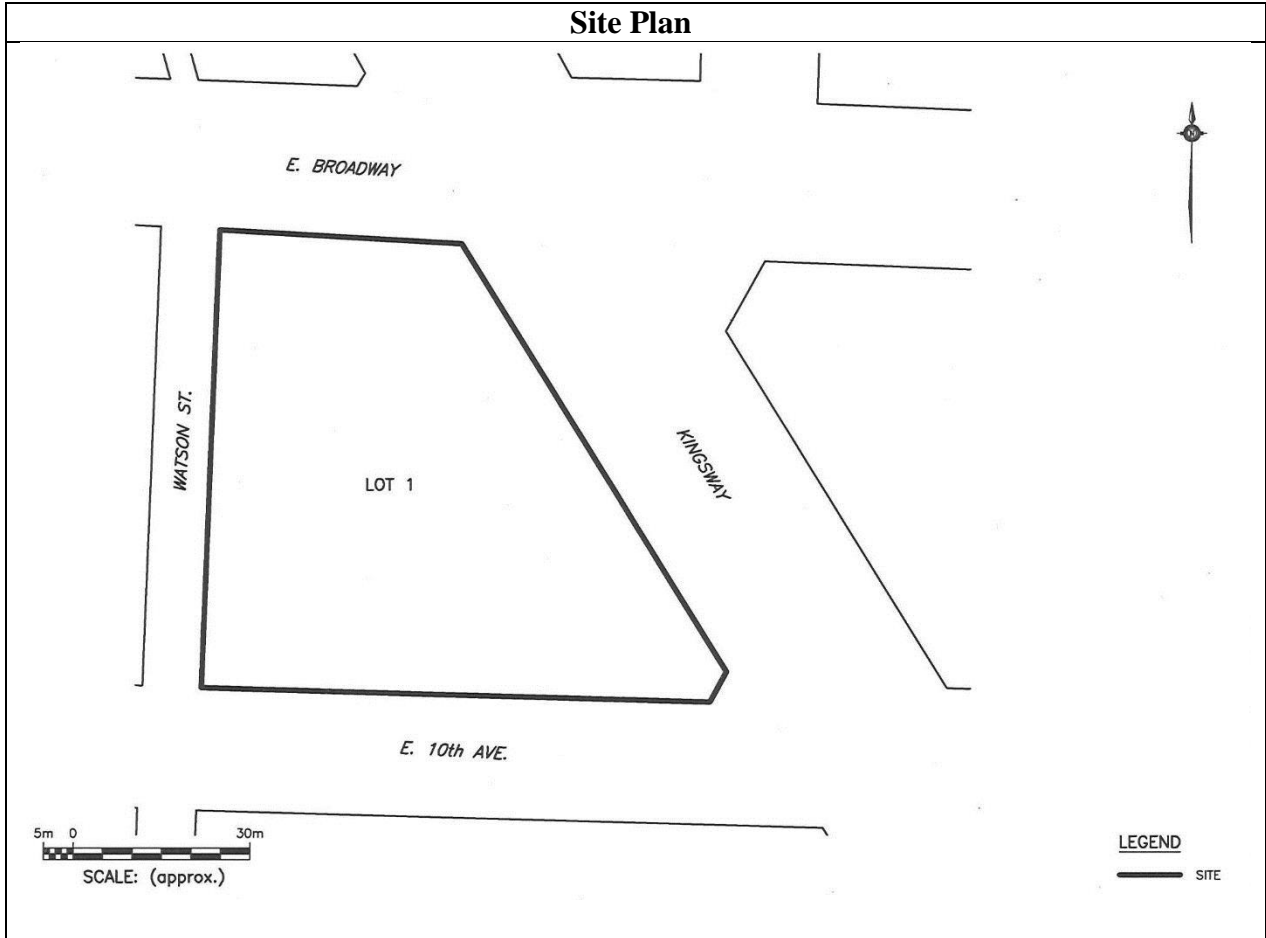 Site Plan
N
E. BROADWAY
WATSON ST.
KINGSWAY
LOT 1
E. 10th AVE.
5m 0 30m
SCALE: (approx.)
LEGEND
SITE